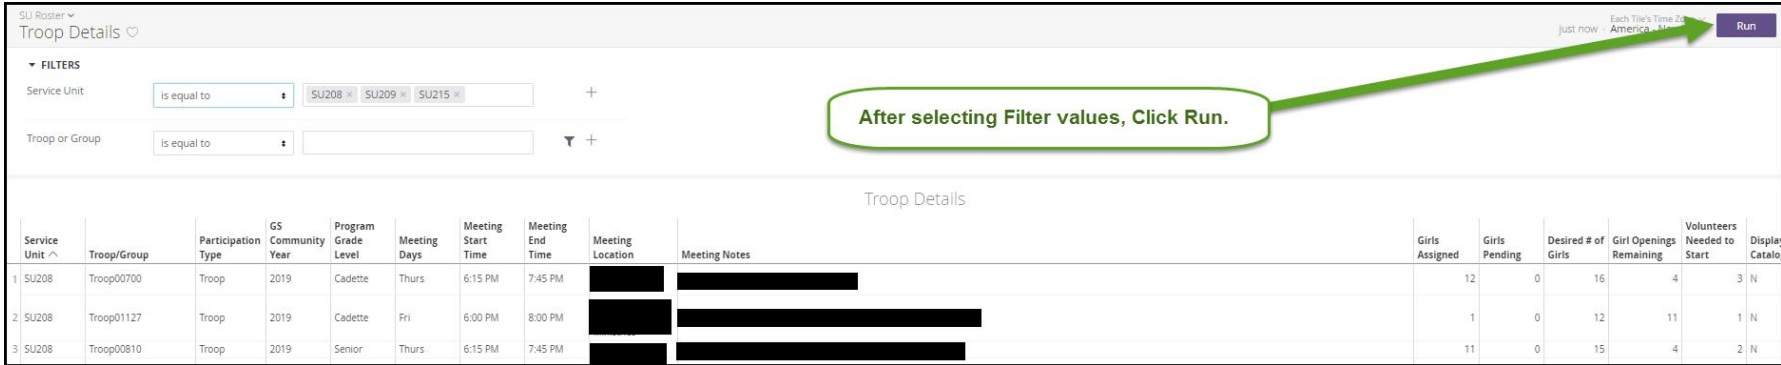 SU Roster
Troop Details
Each Tile's Time Zone
just now · America - Ne
Run
FILTERS
Service Unit is equal to SU208 × SU209 × SU215 × +
After selecting Filter values, Click Run.
Troop or Group is equal to +
Troop Details
Service Unit Troop/Group Participation Type GS Community Year Program Grade Level Meeting Days Meeting Start Time Meeting End Time Meeting Location Meeting Notes Girls Assigned Girls Pending Desired # of Girls Girl Openings Remaining Volunteers Needed to Start Display Catalog
1 SU208 Troop00700 Troop 2019 Cadette Thurs 6:15 PM 7:45 PM 12 0 16 4 3 N
2 SU208 Troop01127 Troop 2019 Cadette Fri 6:00 PM 8:00 PM 1 0 12 11 1 N
3 SU208 Troop00810 Troop 2019 Senior Thurs 6:15 PM 7:45 PM 11 0 15 4 2 N